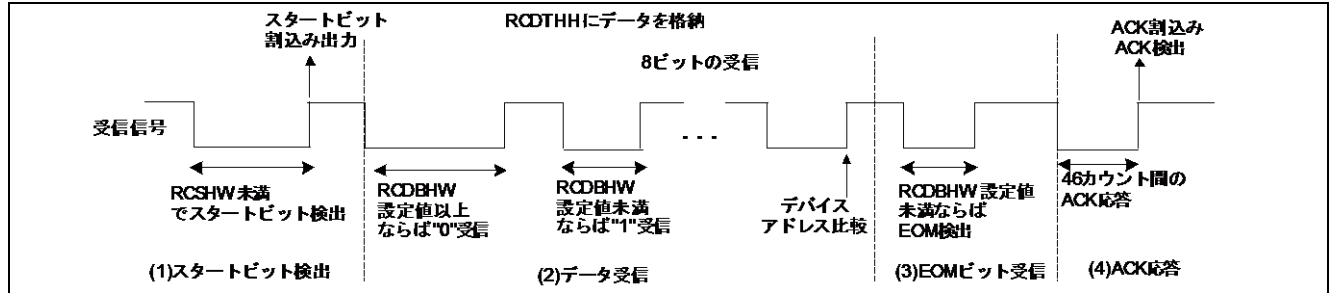 スタートビット
割込み出力
RCDTHHにデータを格納
8ビットの受信
ACK割込み
ACK検出
受信信号
RCSHW未満
でスタートビット検出
RCDBHW
設定値以上
ならば"0"受信
RCDBHW
設定値未満
ならば"1"受信
デバイス
アドレス比較
RCDBHW設定値
未満ならば
EOM検出
46カウント間の
ACK応答
(1)スタートビット検出
(2)データ受信
(3)EOMビット受信
(4)ACK応答